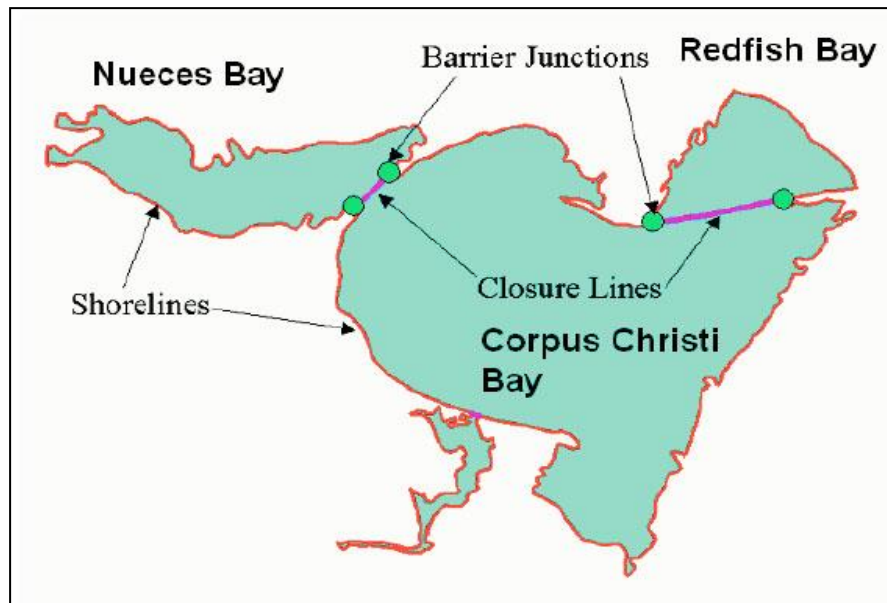 Nueces Bay
Barrier Junctions
Redfish Bay
Shorelines
Closure Lines
Corpus Christi
Bay